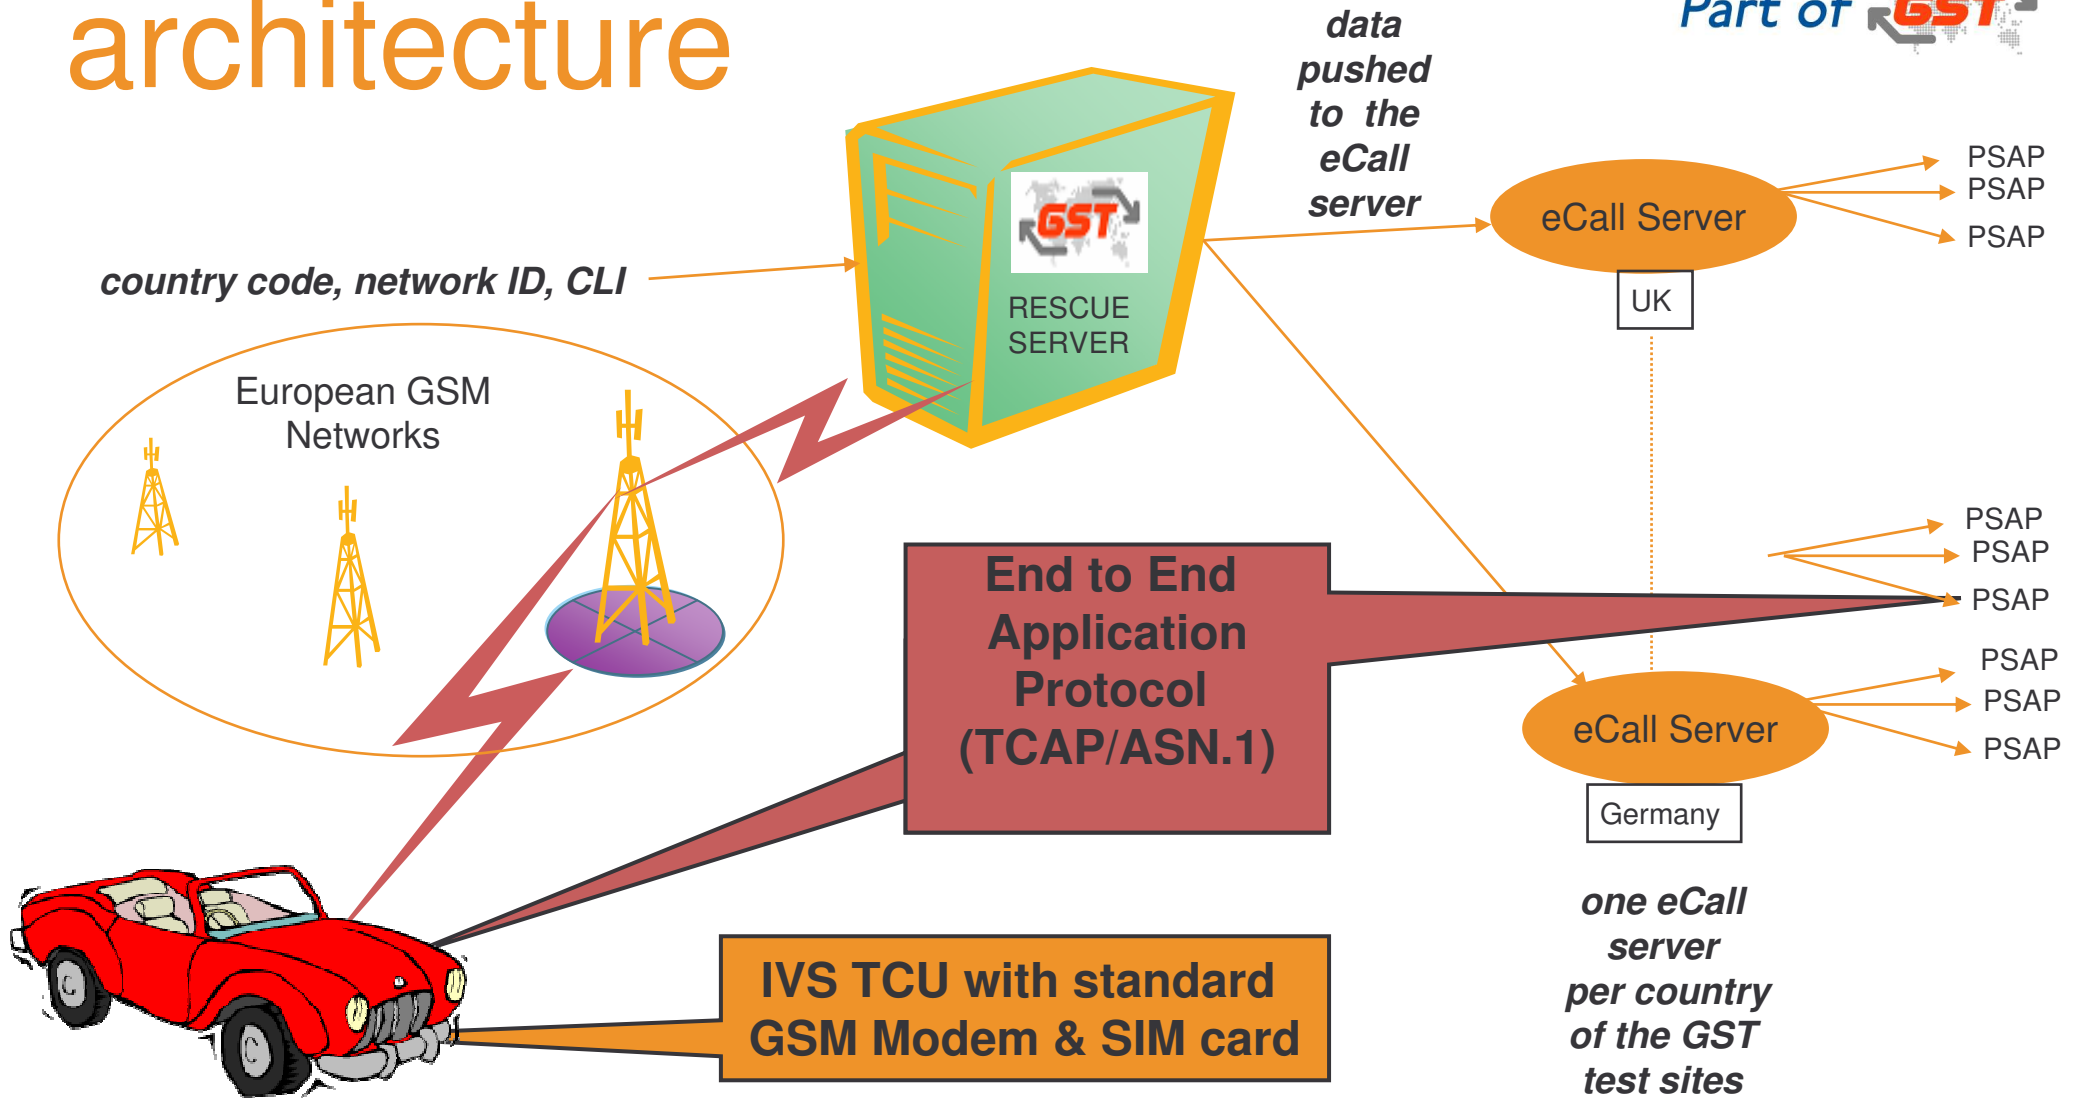 architecture
data
pushed
to the
eCall
server
Part of GST
PSAP
PSAP
PSAP
eCall Server
UK
country code, network ID, CLI
GST
RESCUE
SERVER
European GSM
Networks
End to End
Application
Protocol
(TCAP/ASN.1)
PSAP
PSAP
PSAP
PSAP
PSAP
PSAP
eCall Server
Germany
one eCall
server
per country
of the GST
test sites
IVS TCU with standard
GSM Modem & SIM card
G
C